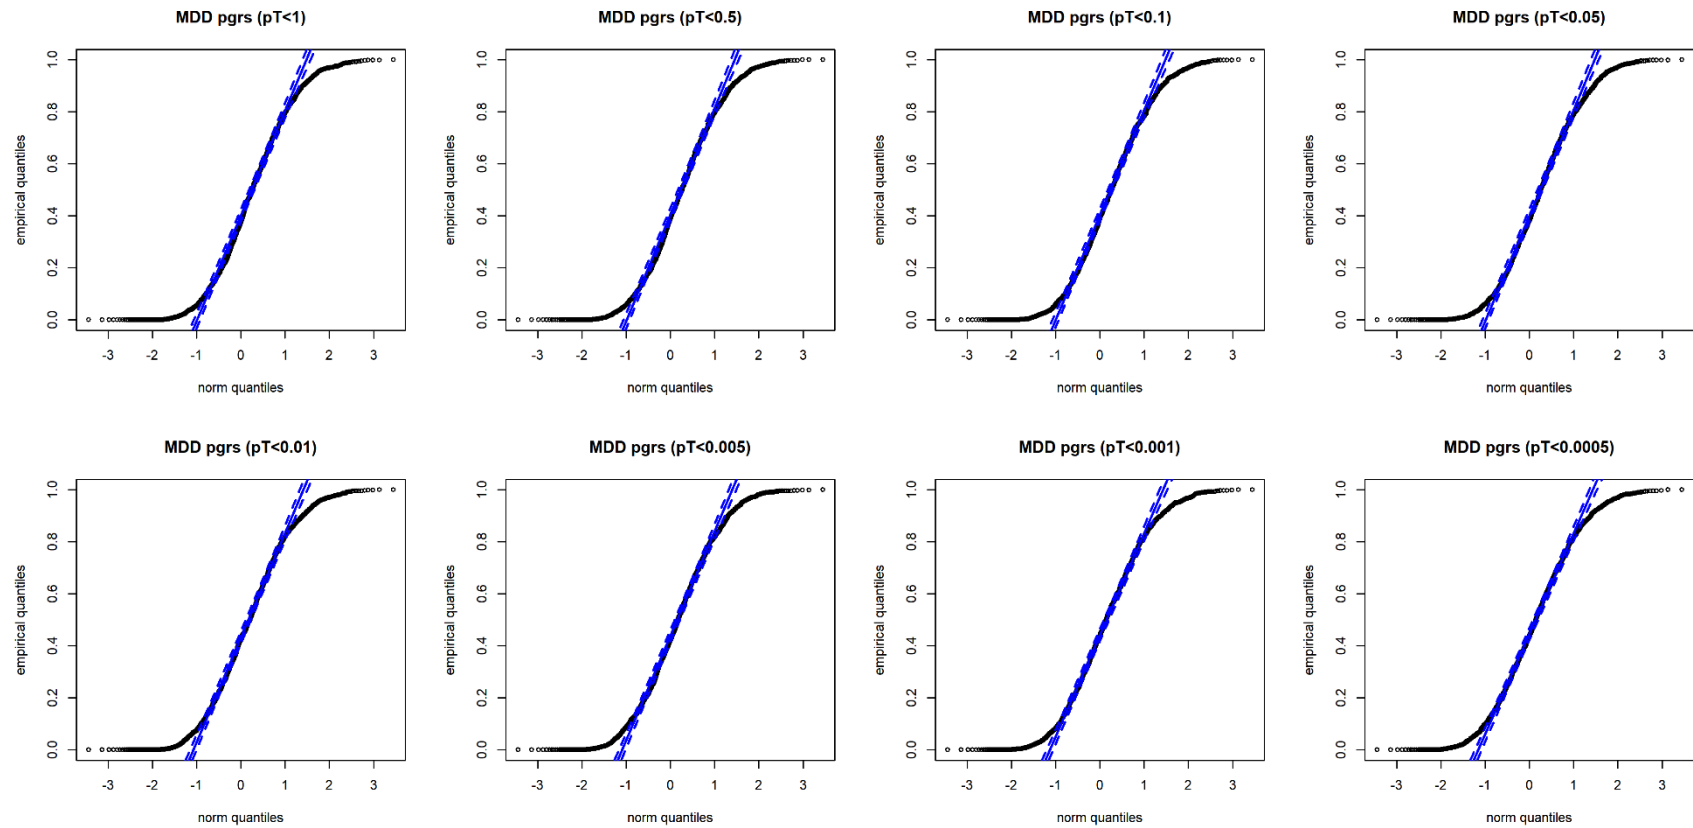 MDD pgrs (pT<1)
MDD pgrs (pT<0.5)
MDD pgrs (pT<0.1)
MDD pgrs (pT<0.05)
empirical quantiles
0.0 0.2 0.4 0.6 0.8 1.0
-3 -2 -1 0 1 2 3
norm quantiles
empirical quantiles
0.0 0.2 0.4 0.6 0.8 1.0
-3 -2 -1 0 1 2 3
norm quantiles
empirical quantiles
0.0 0.2 0.4 0.6 0.8 1.0
-3 -2 -1 0 1 2 3
norm quantiles
empirical quantiles
0.0 0.2 0.4 0.6 0.8 1.0
-3 -2 -1 0 1 2 3
norm quantiles
MDD pgrs (pT<0.01)
MDD pgrs (pT<0.005)
MDD pgrs (pT<0.001)
MDD pgrs (pT<0.0005)
empirical quantiles
0.0 0.2 0.4 0.6 0.8 1.0
-3 -2 -1 0 1 2 3
norm quantiles
empirical quantiles
0.0 0.2 0.4 0.6 0.8 1.0
-3 -2 -1 0 1 2 3
norm quantiles
empirical quantiles
0.0 0.2 0.4 0.6 0.8 1.0
-3 -2 -1 0 1 2 3
norm quantiles
empirical quantiles
0.0 0.2 0.4 0.6 0.8 1.0
-3 -2 -1 0 1 2 3
norm quantiles